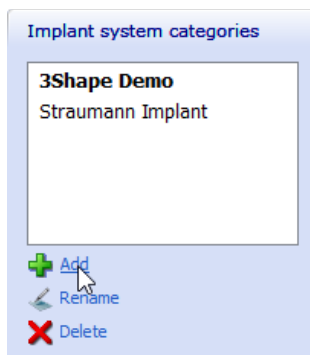 Implant system categories
3Shape Demo
Straumann Implant
Add
Rename
Delete